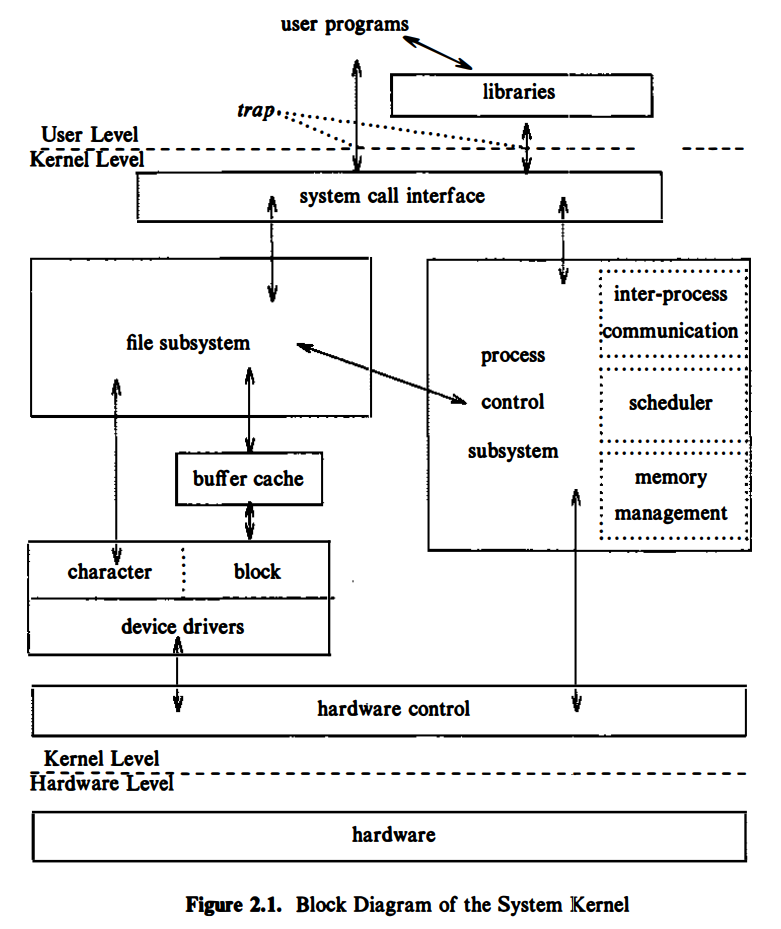 user programs
libraries
trap
User Level
Kernel Level
system call interface
file subsystem
inter-process
communication
process
control
subsystem
scheduler
memory
management
buffer cache
character
block
device drivers
hardware control
Kernel Level
Hardware Level
hardware
Figure 2.1. Block Diagram of the System Kernel